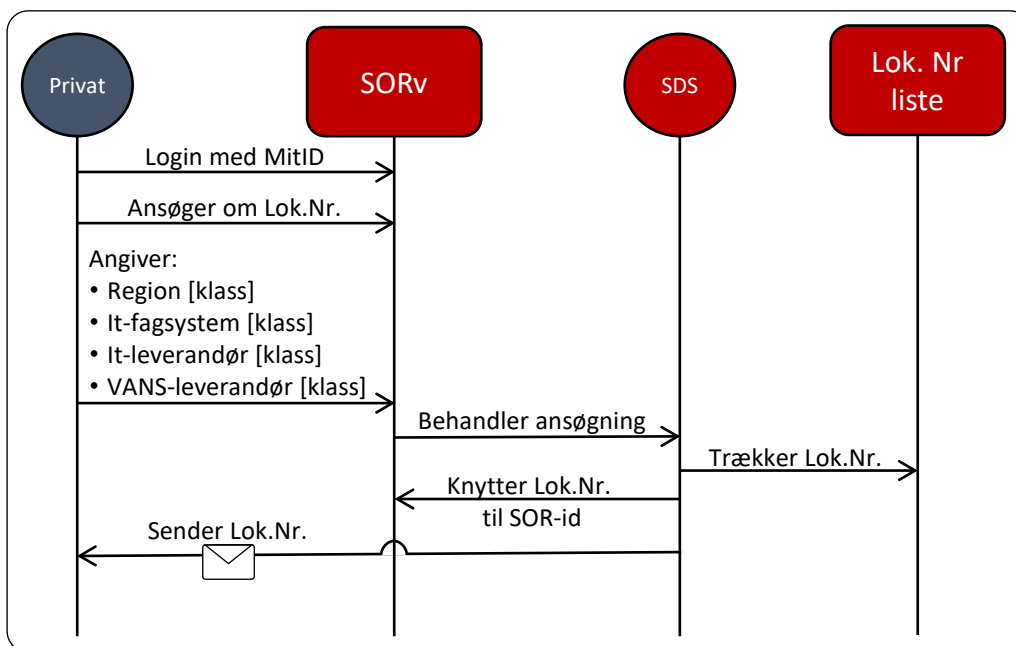 Privat
SORv
SDS
Lok. Nr
liste
Login med MitID
Ansøger om Lok.Nr.
Angiver:
• Region [klass]
• It-fagsystem [klass]
• It-leverandør [klass]
• VANS-leverandør [klass]
Behandler ansøgning
Trækker Lok.Nr.
Knytter Lok.Nr.
til SOR-id
Sender Lok.Nr.